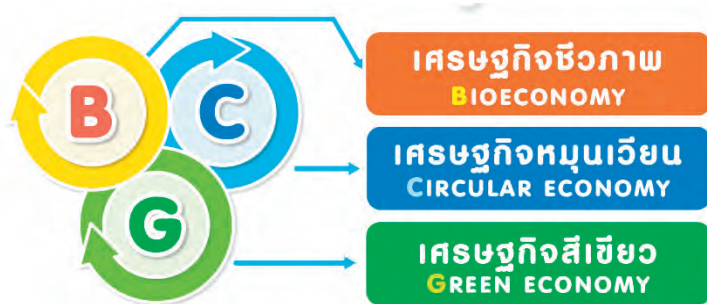 B
C
G
เศรษฐกิจชีวภาพ
BIOECONOMY
เศรษฐกิจหมุนเวียน
CIRCULAR ECONOMY
เศรษฐกิจสีเขียว
GREEN ECONOMY